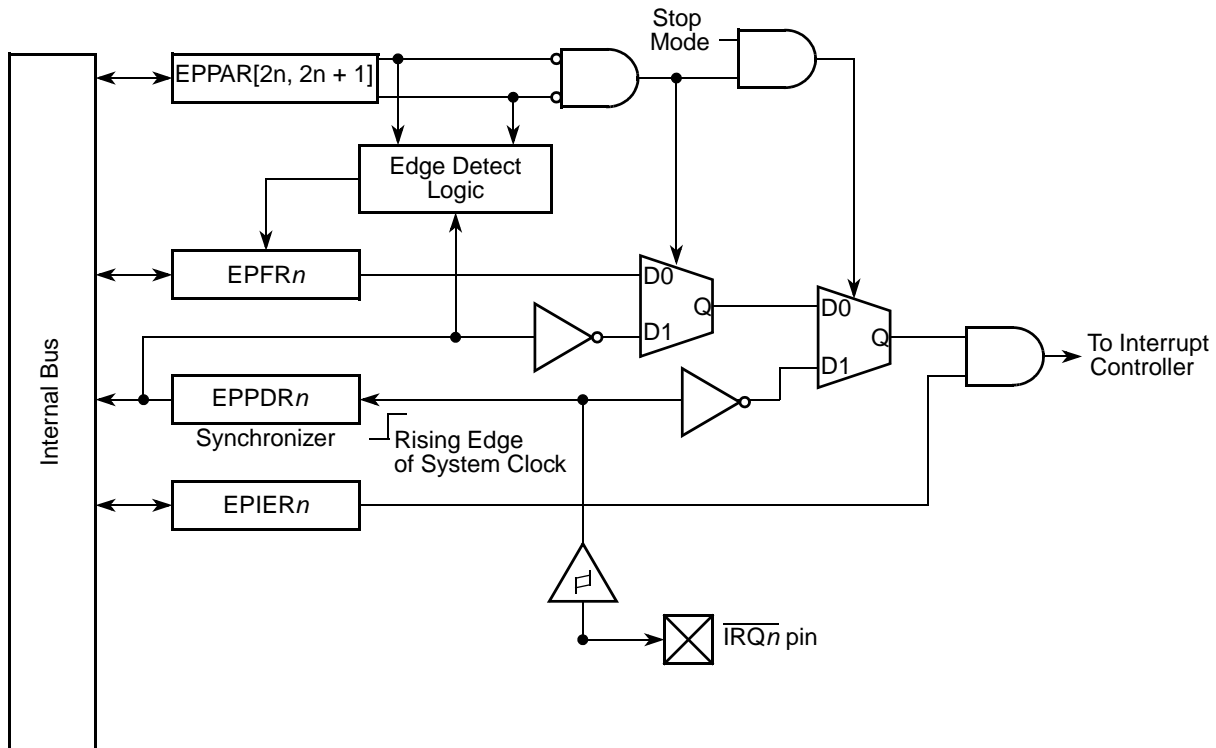 Stop
Mode
EPPAR[2n, 2n + 1]
Edge Detect
Logic
EPFRn
D0
Q
D1
D0
Q
D1
To Interrupt
Controller
Internal Bus
EPPDRn
Synchronizer
Rising Edge
of System Clock
EPIERn
IRQn pin